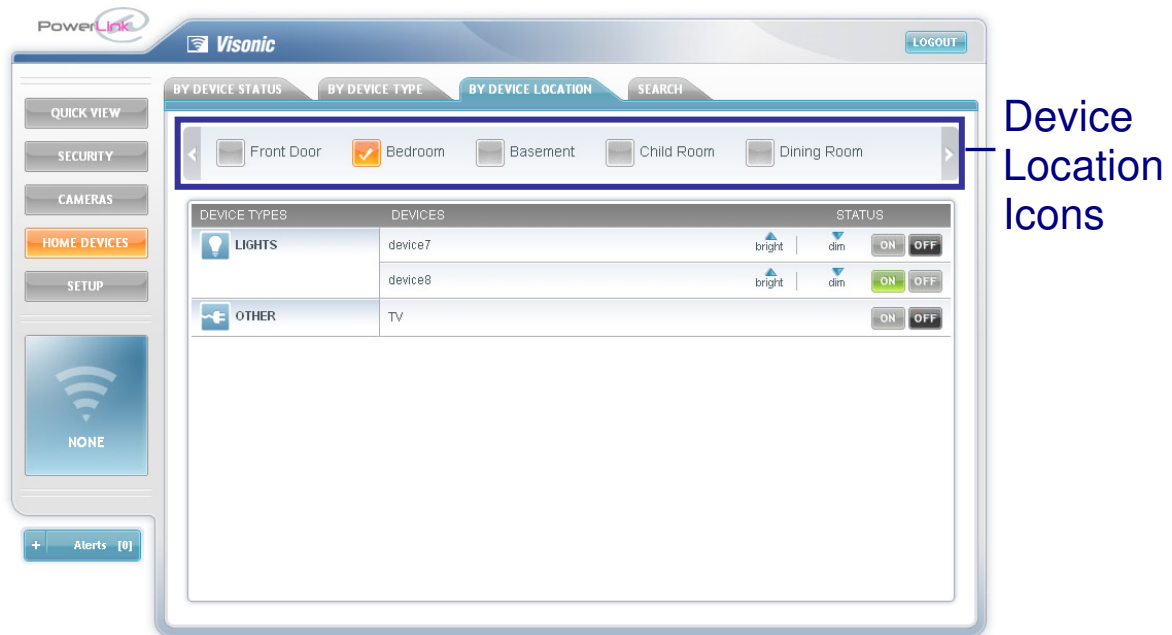 PowerLink
Visonic
LOGOUT
BY DEVICE STATUS BY DEVICE TYPE BY DEVICE LOCATION SEARCH
QUICK VIEW
SECURITY
CAMERAS
HOME DEVICES
SETUP
NONE
+ Alerts [0]
Front Door Bedroom Basement Child Room Dining Room
DEVICE TYPES DEVICES STATUS
LIGHTS device7 bright dim ON OFF
device8 bright dim ON OFF
OTHER TV ON OFF
Device
Location
Icons